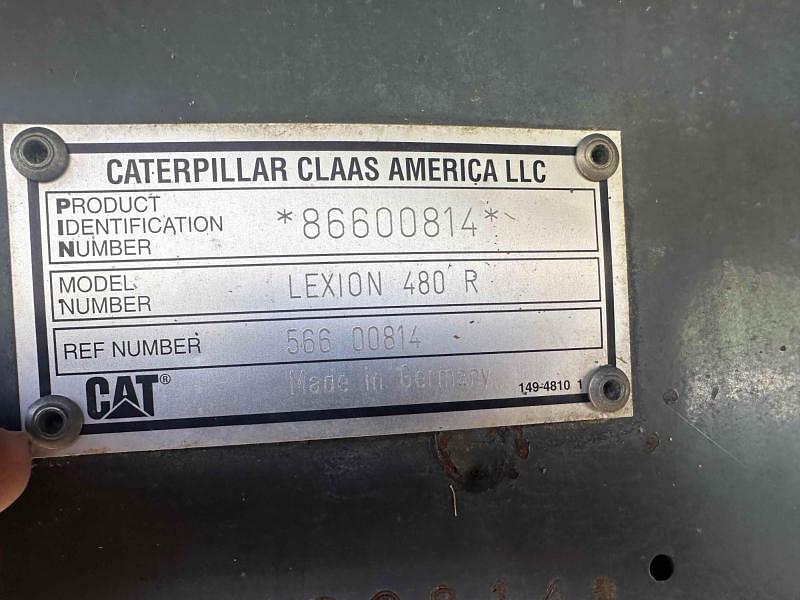 CATERPILLAR CLAAS AMERICA LLC
PRODUCT
IDENTIFICATION
NUMBER
*86600814*
MODEL
NUMBER
LEXION 480 R
REF NUMBER
566 00814
CAT®
Made in Germany
149-4810 1